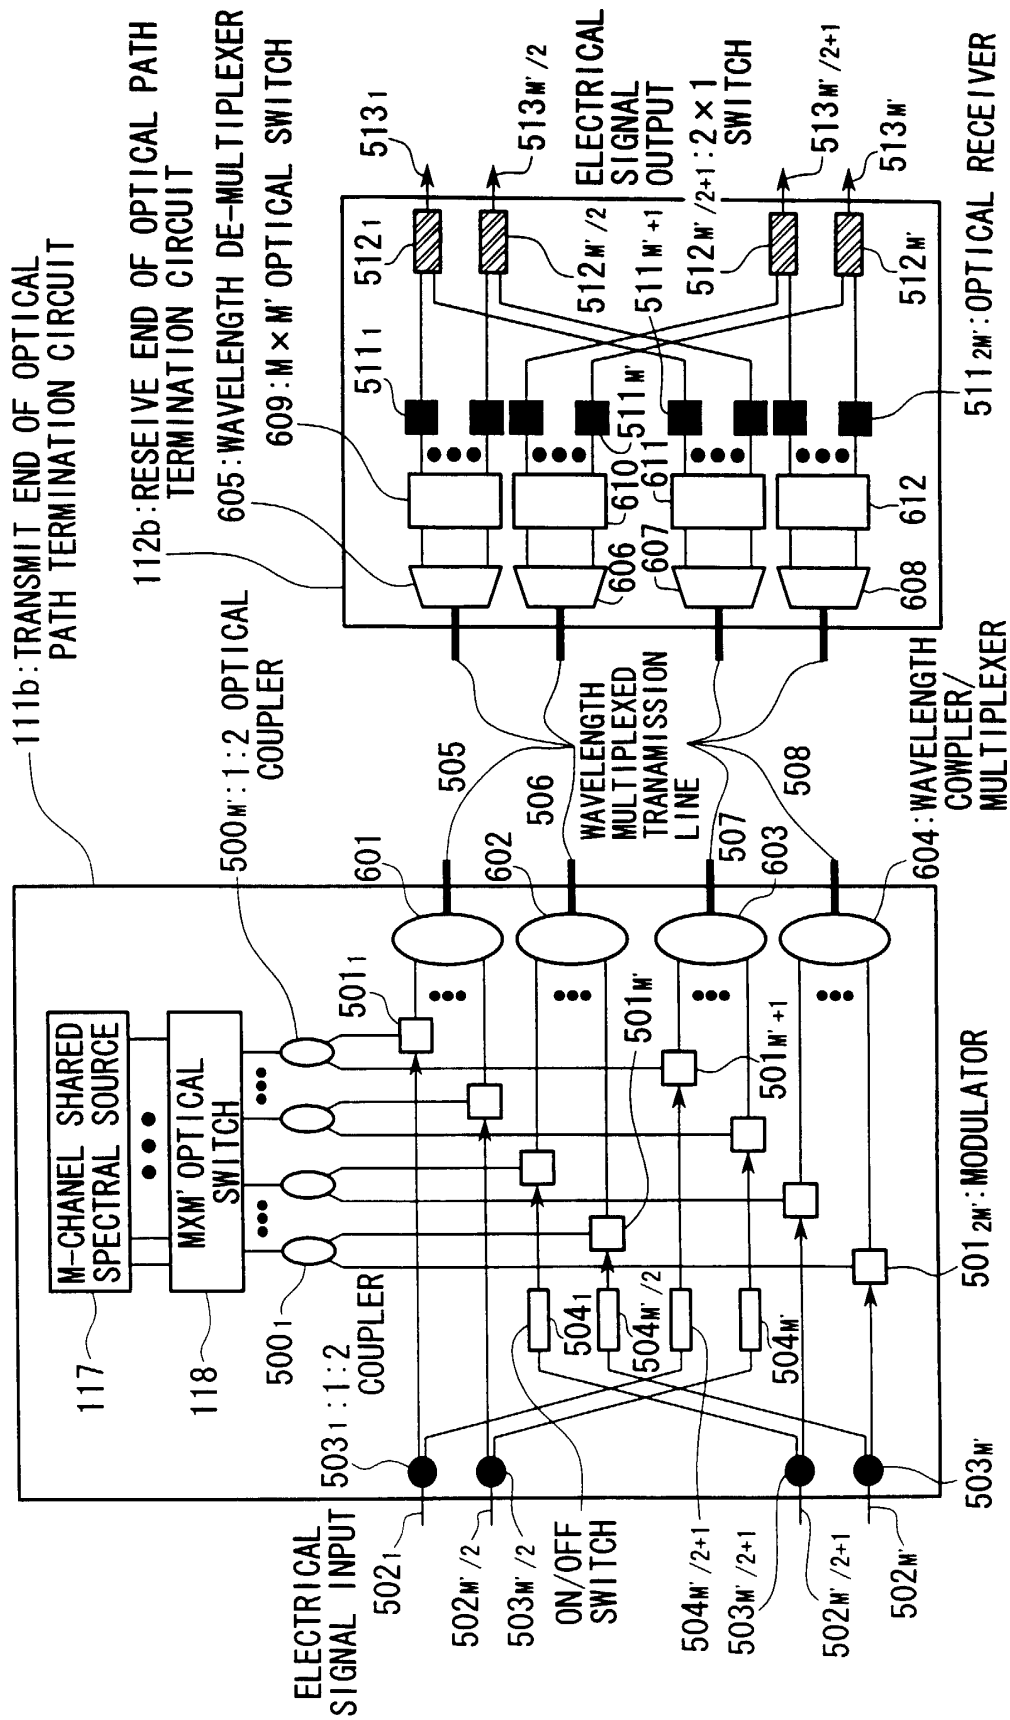 111b:TRANSMIT END OF OPTICAL
PATH TERMINATION CIRCUIT
112b:RESEIVE END OF OPTICAL PATH
TERMINATION CIRCUIT
605:WAVELENGTH DE-MULTIPLEXER
609:M×M' OPTICAL SWITCH
500M':1:2 OPTICAL
COUPLER
117
M-CHANEL SHARED
SPECTRAL SOURCE
118
MXM' OPTICAL
SWITCH
5001
5031:1:2
COUPLER
ELECTRICAL
SIGNAL INPUT
5021
502M'/2
503M'/2
ON/OFF
SWITCH
504M'/2+1
503M'/2+1
502M'/2+1
502M'
503M'
5041
504M'/2
504M'
5011
501M'
501M'+1
5012M':MODULATOR
601
602
603
604:WAVELENGTH
COWPLER/
MULTIPLEXER
505
506
WAVELENGTH
MULTIPLEXED
TRANAMISSION
LINE
507
508
606
607
608
610
611
612
5111
511M'
511M'+1
5112M':OPTICAL RECEIVER
5121
512M'/2
512M'/2+1:2×1
SWITCH
512M'
5131
513M'/2
ELECTRICAL
SIGNAL
OUTPUT
513M'/2+1
513M'